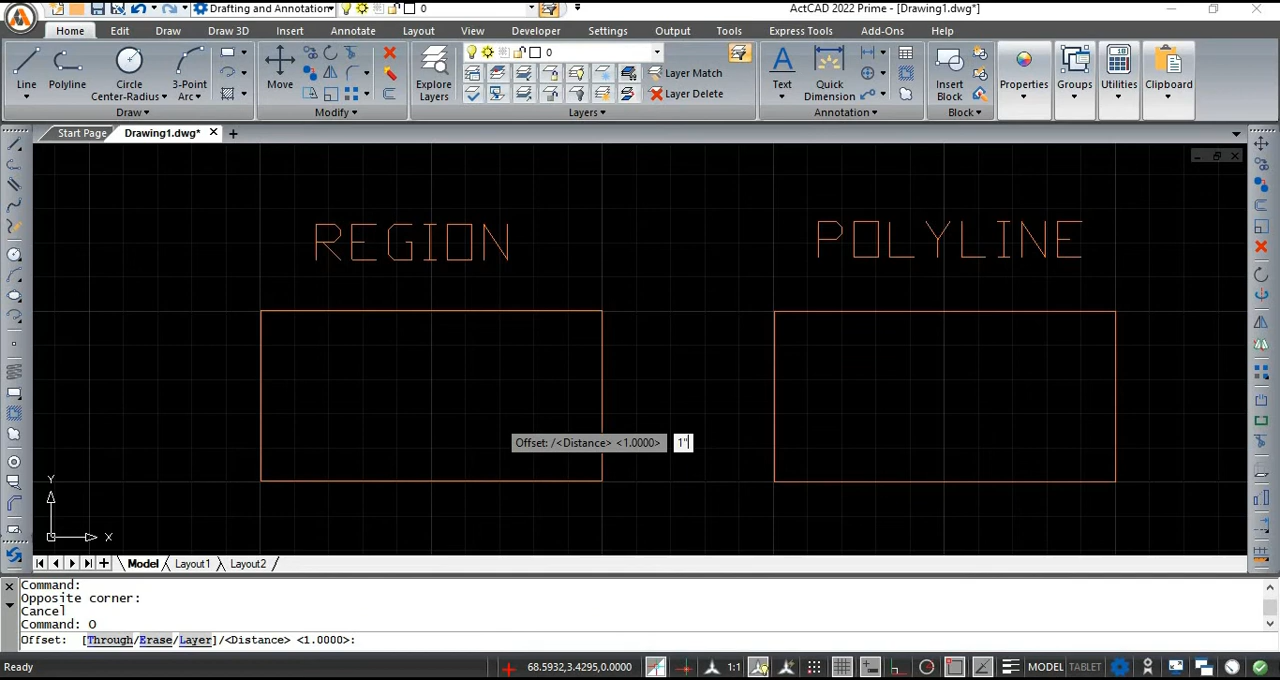 Drafting and Annotation
0
ActCAD 2022 Prime - [Drawing1.dwg*]
Home
Edit
Draw
Draw 3D
Insert
Annotate
Layout
View
Developer
Settings
Output
Tools
Express Tools
Add-Ons
Help
Line
Polyline
Circle
Center-Radius
3-Point
Arc
Draw
Move
Modify
Explore
Layers
0
Layer Match
Layer Delete
Layers
Text
Quick
Dimension
Annotation
Insert
Block
Block
Properties
Groups
Utilities
Clipboard
Start Page
Drawing1.dwg*
REGION
POLYLINE
Offset: /<Distance> <1.0000>
1"
Y
X
Model
Layout1
Layout2
Command:
Opposite corner:
Cancel
Command: O
Offset: [Through/Erase/Layer]/<Distance> <1.0000>:
Ready
68.5932,3.4295,0.0000
1:1
MODEL
TABLET